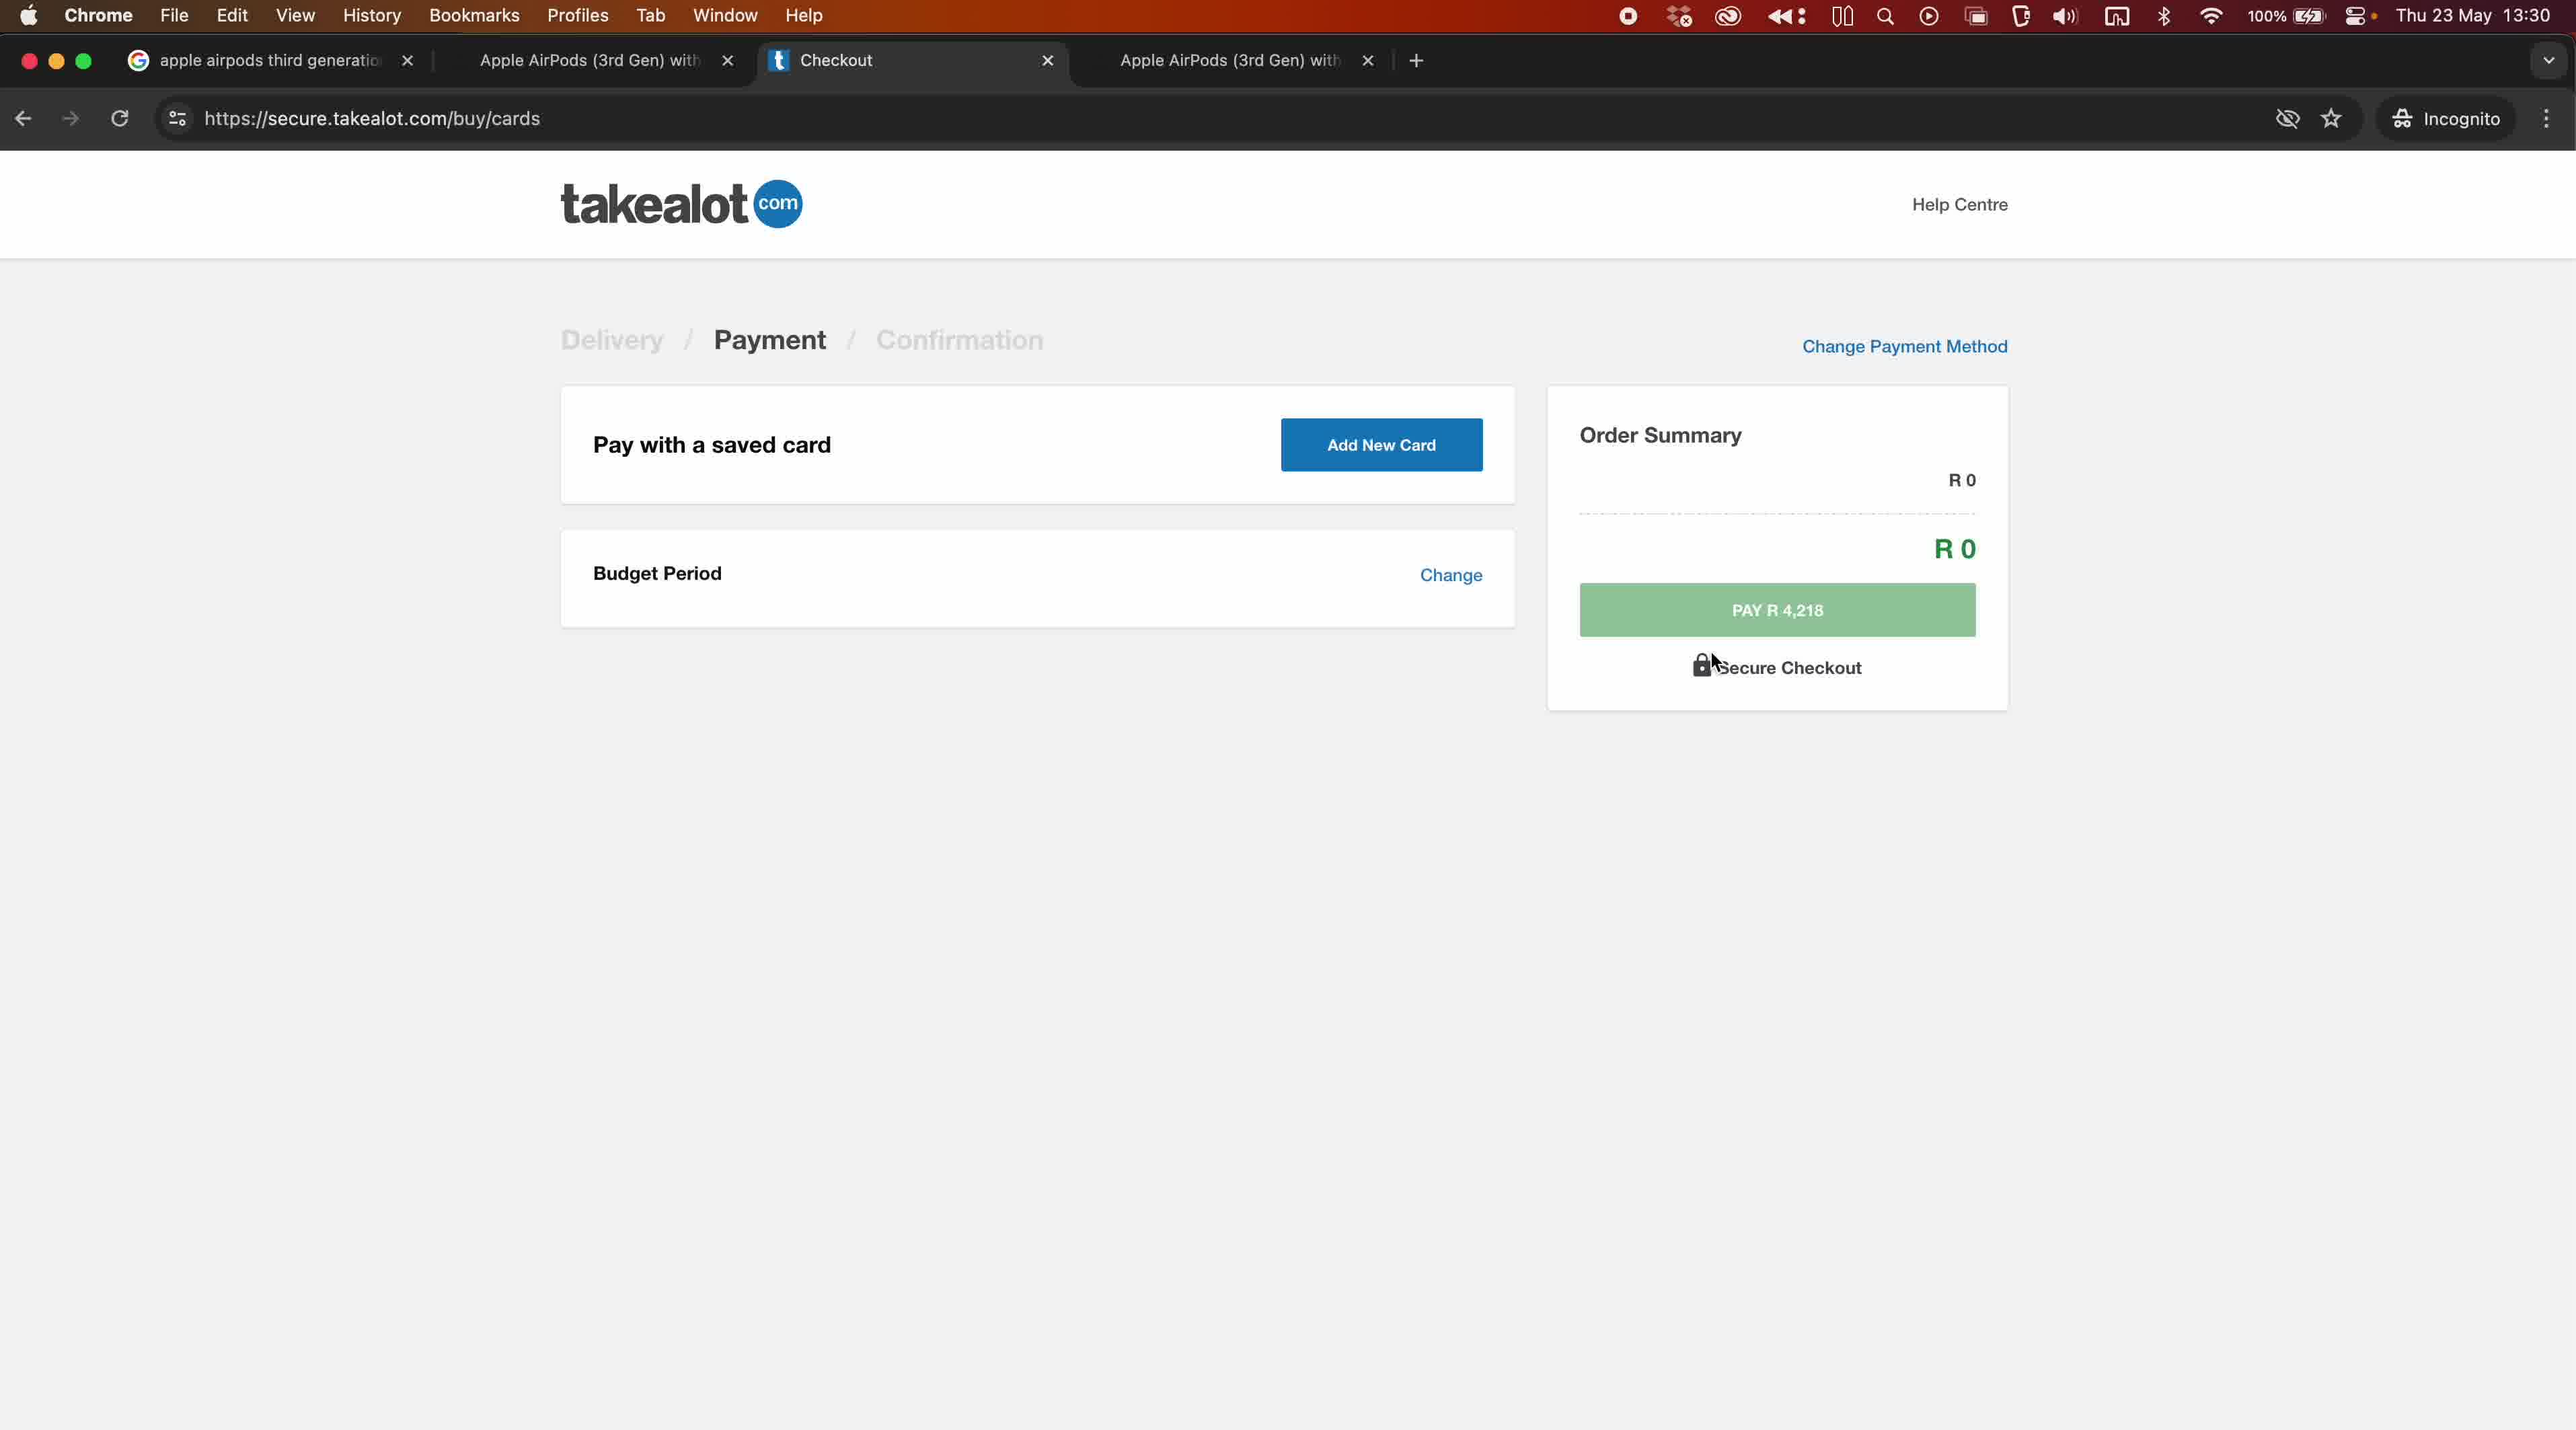 Chrome File Edit View History Bookmarks Profiles Tab Window Help 100% Thu 23 May 13:30
apple airpods third generatio Apple AirPods (3rd Gen) with Checkout Apple AirPods (3rd Gen) with
https://secure.takealot.com/buy/cards Incognito
takealot com Help Centre
Delivery / Payment / Confirmation
Change Payment Method
Pay with a saved card Add New Card
Budget Period Change
Order Summary
R 0
R 0
PAY R 4,218
Secure Checkout